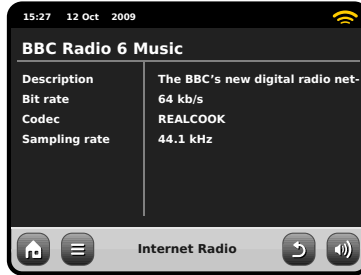 15:27 12 Oct 2009
BBC Radio 6 Music
Description The BBC's new digital radio net-
Bit rate 64 kb/s
Codec REALCOOK
Sampling rate 44.1 kHz
Internet Radio